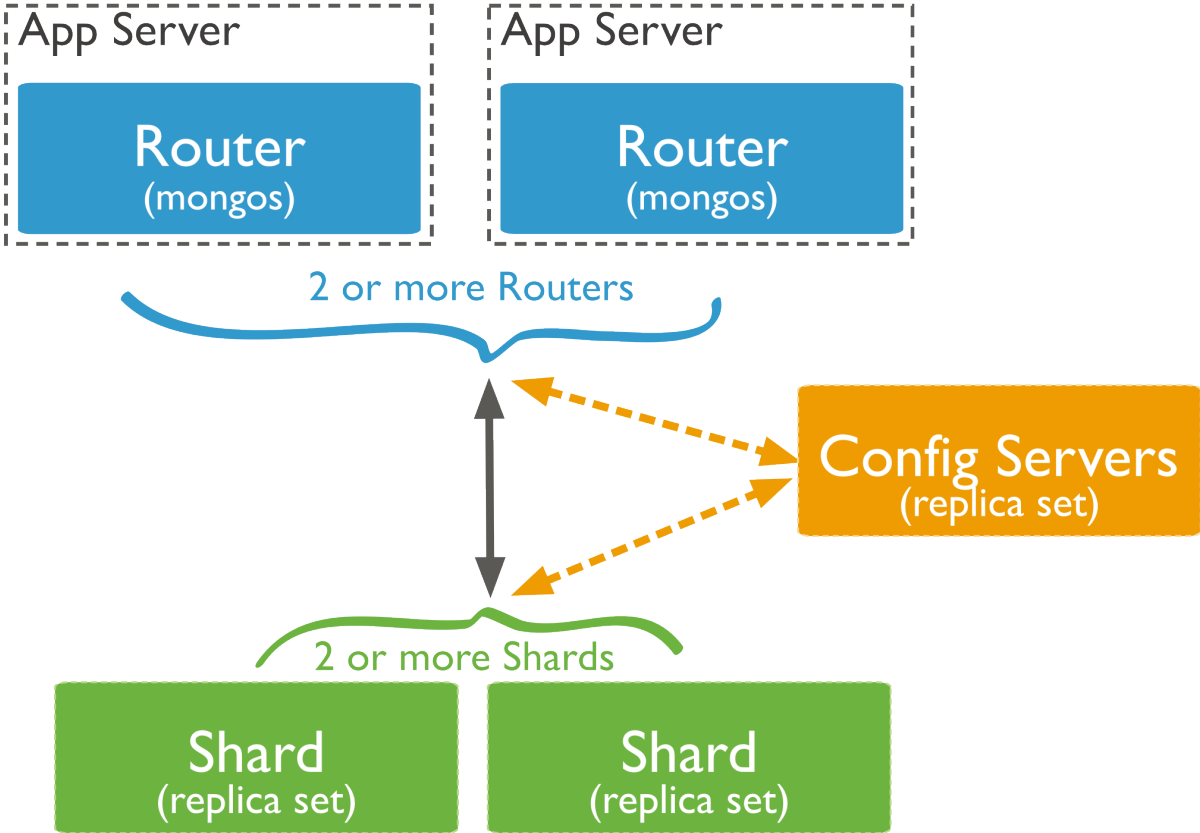 App Server
Router
(mongos)
App Server
Router
(mongos)
2 or more Routers
Config Servers
(replica set)
2 or more Shards
Shard
(replica set)
Shard
(replica set)